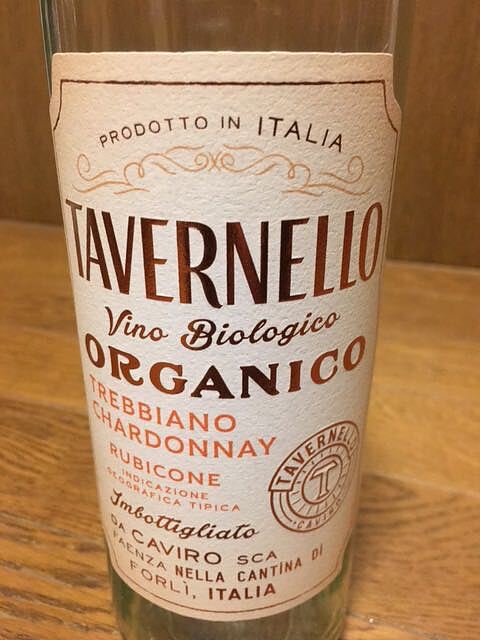 PRODOTTO IN ITALIA
TAVERNELLO
Vino Biologico
ORGANICO
TREBBIANO
CHARDONNAY
RUBICONE
INDICAZIONE
GEOGRAFICA TIPICA
TAVERNELLO
T
CAVIRO
Imbottigliato
DA CAVIRO SCA
FAENZA NELLA CANTINA DI
FORLÌ, ITALIA